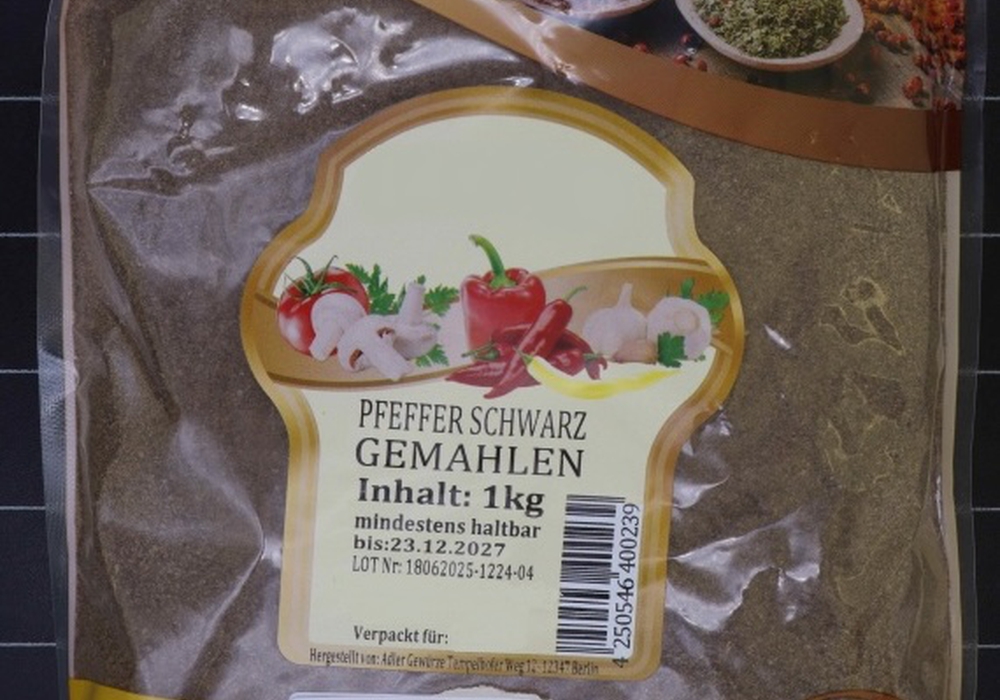 PFEFFER SCHWARZ
GEMAHLEN
Inhalt: 1kg
mindestens haltbar
bis:23.12.2027
LOT Nr: 18062025-1224-04
4 250546 400239
Verpackt für:
Hergestellt von: Adler Gewürze Tempelhofer Weg 12- 12347 Berlin